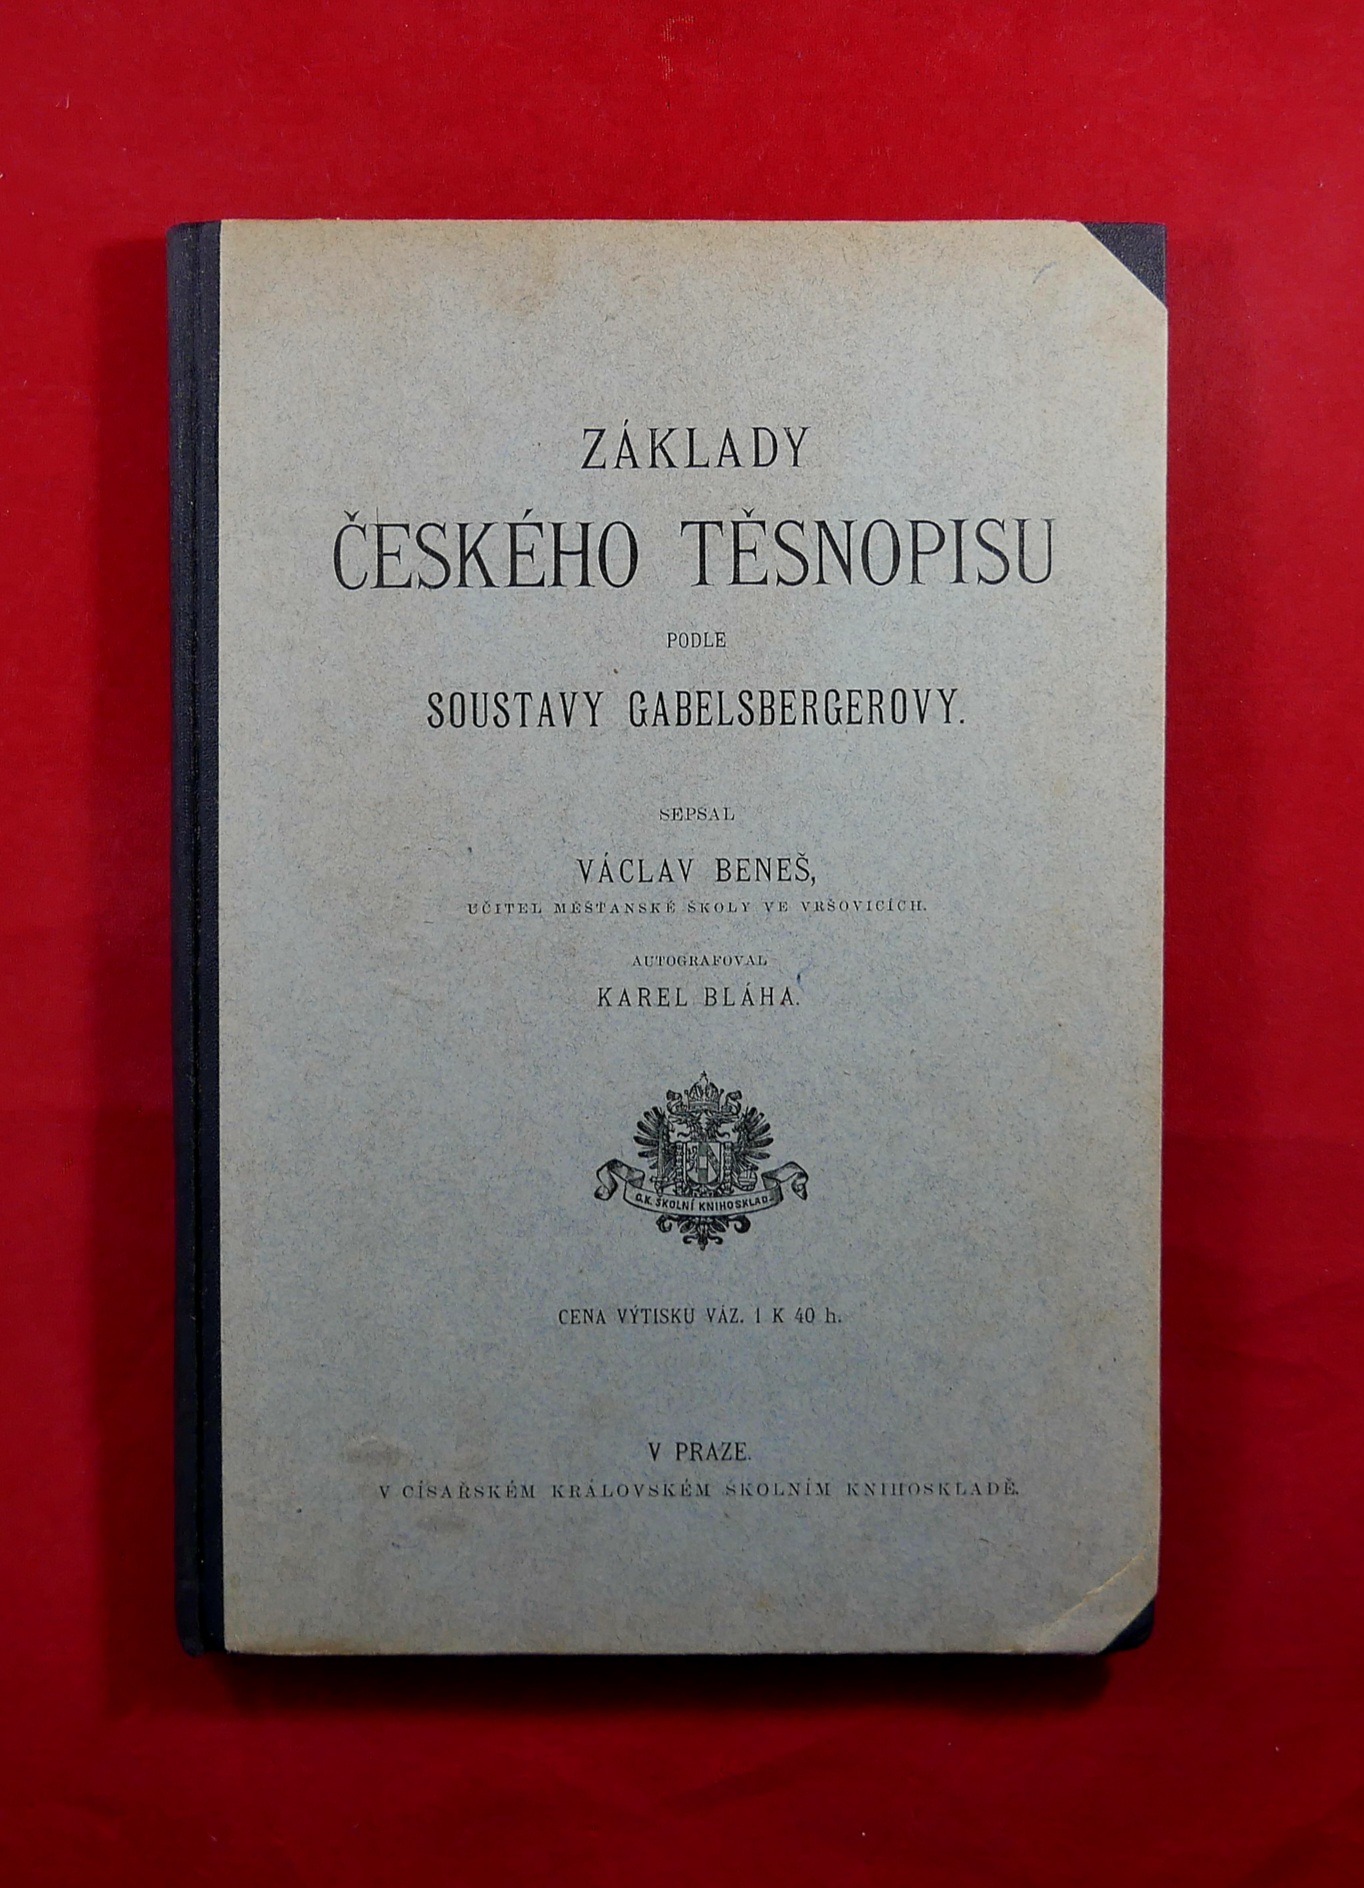 ZÁKLADY
ČESKÉHO TĚSNOPISU
PODLE
SOUSTAVY GABELSBERGEROVY.
SEPSAL
VÁCLAV BENEŠ,
UČITEL MĚŠŤANSKÉ ŠKOLY VE VRŠOVICÍCH.
AUTOGRAFOVAL
KAREL BLÁHA.
C.K. ŠKOLNÍ KNIHOSKLAD
CENA VÝTISKU VÁZ. 1 K 40 h.
V PRAZE.
V CÍSAŘSKÉM KRÁLOVSKÉM ŠKOLNÍM KNIHOSKLADĚ.